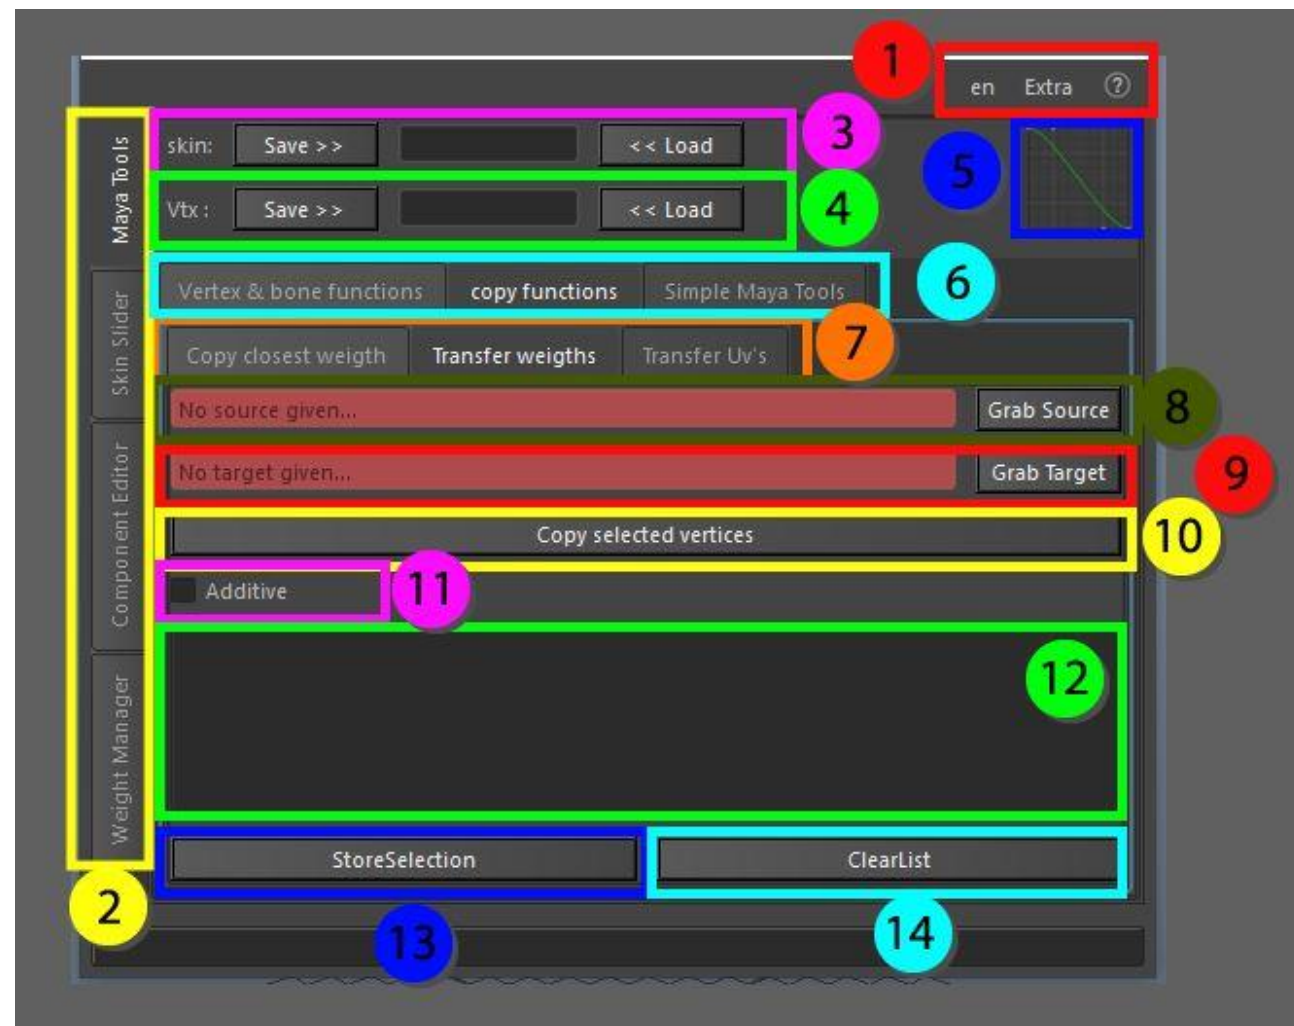 1
en Extra ?
skin: Save >> << Load 3
5
Vtx : Save >> << Load 4
Vertex & bone functions copy functions Simple Maya Tools 6
Copy closest weigth Transfer weigths Transfer Uv's 7
No source given... Grab Source 8
No target given... Grab Target 9
Copy selected vertices 10
Additive 11
12
StoreSelection ClearList
13 14
Maya Tools
Skin Slider
Component Editor
Weight Manager
2